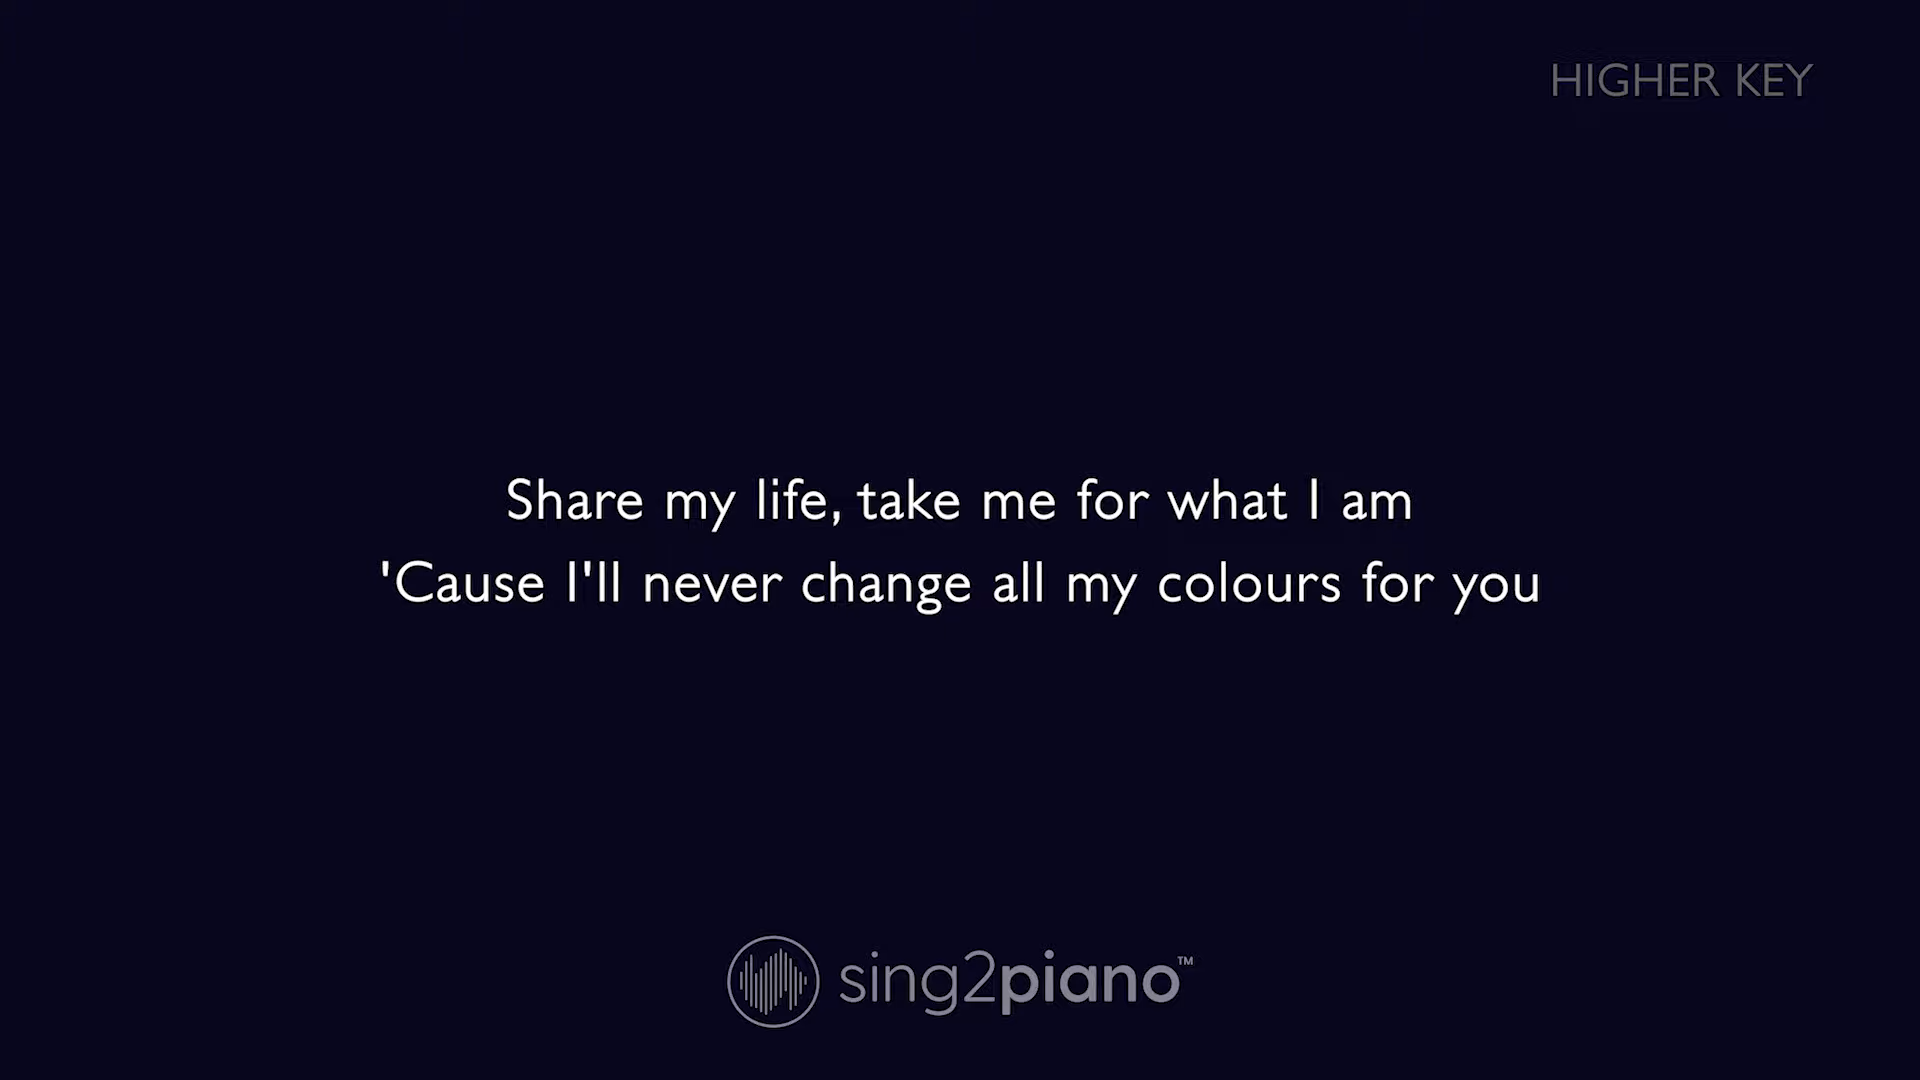 HIGHER KEY
Share my life, take me for what I am
'Cause I'll never change all my colours for you
sing2piano™